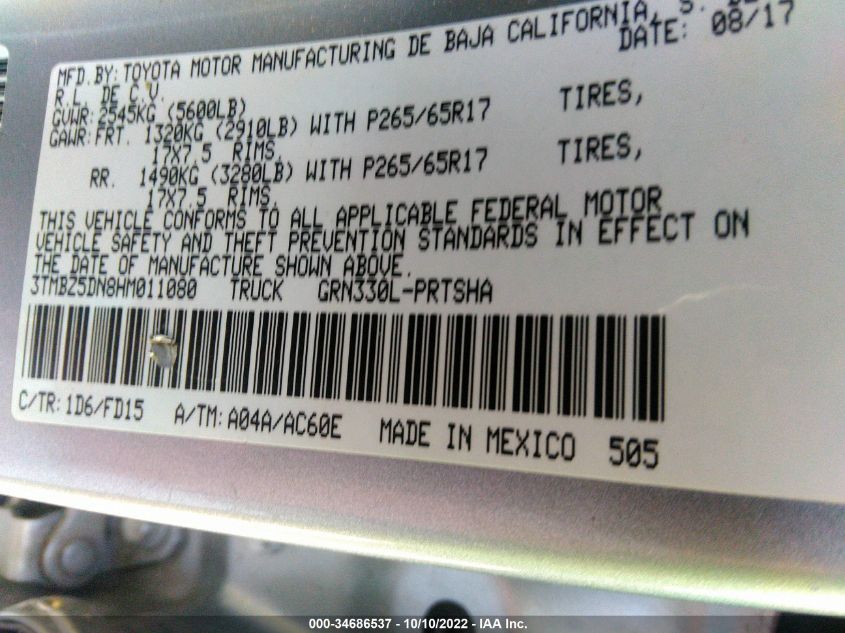 MFD.BY: TOYOTA MOTOR MANUFACTURING DE BAJA CALIFORNIA, S.
R.L. DE C.V. DATE: 08/17
GVWR: 2545KG (5600LB)
GAWR: FRT. 1320KG (2910LB) WITH P265/65R17 TIRES,
17X7.5 RIMS,
RR. 1490KG (3280LB) WITH P265/65R17 TIRES,
17X7.5 RIMS,
THIS VEHICLE CONFORMS TO ALL APPLICABLE FEDERAL MOTOR
VEHICLE SAFETY AND THEFT PREVENTION STANDARDS IN EFFECT ON
THE DATE OF MANUFACTURE SHOWN ABOVE.
3TMBZ5DN8HM011080 TRUCK GRN330L-PRTSHA
C/TR: 1D6/FD15 A/TM: A04A/AC60E MADE IN MEXICO 505
000-34686537 - 10/10/2022 - IAA Inc.